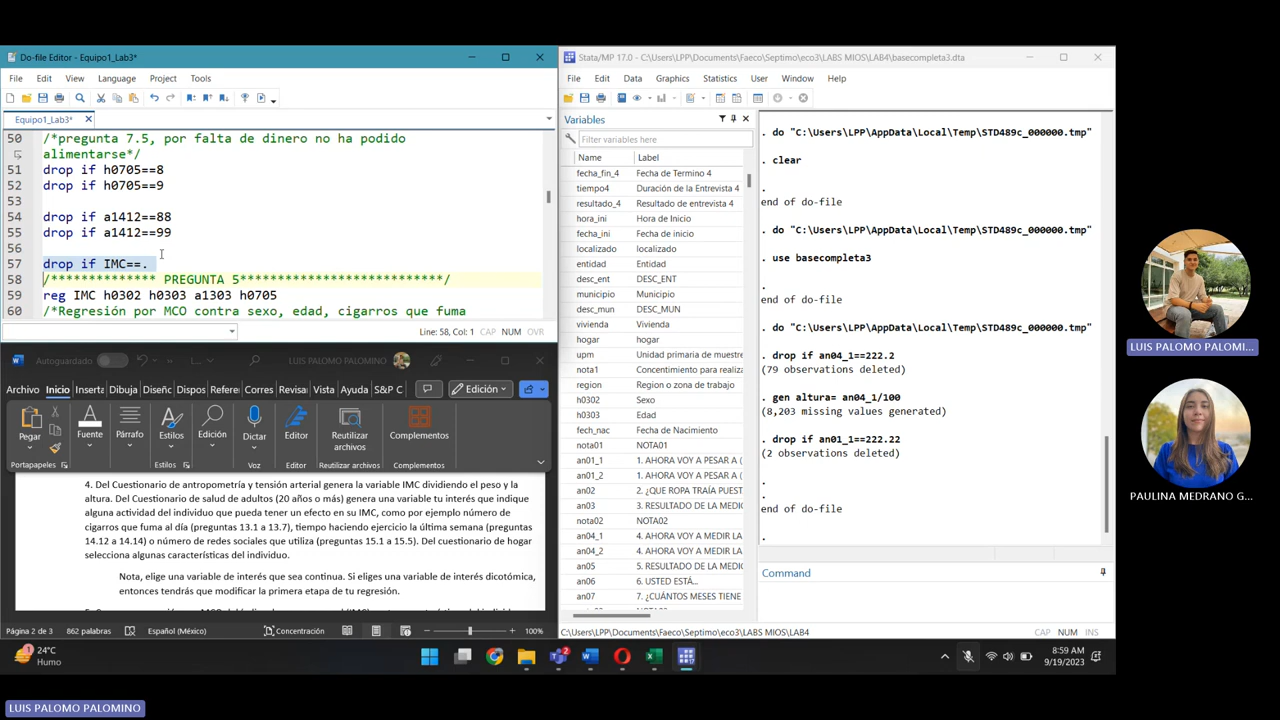 Do-file Editor - Equipo1_Lab3*
File Edit View Language Project Tools
Equipo1_Lab3*
50 /*pregunta 7.5, por falta de dinero no ha podido
alimentarse*/
51 drop if h0705==8
52 drop if h0705==9
53
54 drop if a1412==88
55 drop if a1412==99
56
57 drop if IMC==.
58 /************** PREGUNTA 5**************************/
59 reg IMC h0302 h0303 a1303 h0705
60 /*Regresión por MCO contra sexo, edad, cigarros que fuma
Line: 58, Col: 1 CAP NUM OVR
Autoguardado LUIS PALOMO PALOMINO
Archivo Inicio Inserta Dibuja Diseñ Dispos Referen Corres Revisa Vista Ayuda S&P C Edición
Pegar Fuente Párrafo Estilos Edición Dictar Editor Reutilizar archivos Complementos
Portapapeles Estilos Voz Editor Reutilizar archivos Complementos
4. Del Cuestionario de antropometría y tensión arterial genera la variable IMC dividiendo el peso y la
altura. Del Cuestionario de salud de adultos (20 años o más) genera una variable tu interés que indique
alguna actividad del individuo que pueda tener un efecto en su IMC, como por ejemplo número de
cigarros que fuma al día (preguntas 13.1 a 13.7), tiempo haciendo ejercicio la última semana (preguntas
14.12 a 14.14) o número de redes sociales que utiliza (preguntas 15.1 a 15.5). Del cuestionario de hogar
selecciona algunas características del individuo.
Nota, elige una variable de interés que sea continua. Si eliges una variable de interés dicotómica,
entonces tendrás que modificar la primera etapa de tu regresión.
Página 2 de 3 862 palabras Español (México) Concentración 100%
Stata/MP 17.0 - C:\Users\LPP\Documents\Faeco\Septimo\eco3\LABS MIOS\LAB4\basecompleta3.dta
File Edit Data Graphics Statistics User Window Help
Variables
Filter variables here
Name Label
fecha_fin_4 Fecha de Termino 4
tiempo4 Duración de la Entrevista 4
resultado_4 Resultado de entrevista 4
hora_ini Hora de Inicio
fecha_ini Fecha de inicio
localizado localizado
entidad DESC_ENT
desc_ent Entidad
municipio Municipio
desc_mun DESC_MUN
vivienda Vivienda
hogar hogar
upm Unidad primaria de muestre
nota1 Concentimiento para realiza
region Region o zona de trabajo
h0302 Sexo
h0303 Edad
fech_nac Fecha de Nacimiento
nota01 NOTA01
an01_1 1. AHORA VOY A PESAR A (
an01_2 1. AHORA VOY A PESAR A (
an02 2. ¿QUE ROPA TRAÍA PUEST
an03 3. RESULTADO DE LA MEDIC
nota02 NOTA02
an04_1 4. AHORA VOY A MEDIR LA
an04_2 4. AHORA VOY A MEDIR LA
an05 5. RESULTADO DE LA MEDIC
an06 6. USTED ESTÁ...
an07 7. ¿CUÁNTOS MESES TIENE
. do "C:\Users\LPP\AppData\Local\Temp\STD489c_000000.tmp"
. clear
.
end of do-file
. do "C:\Users\LPP\AppData\Local\Temp\STD489c_000000.tmp"
. use basecompleta3
.
end of do-file
. do "C:\Users\LPP\AppData\Local\Temp\STD489c_000000.tmp"
. drop if an04_1==222.2
(79 observations deleted)
. gen altura= an04_1/100
(8,203 missing values generated)
. drop if an01_1==222.22
(2 observations deleted)
.
.
end of do-file
.
Command
C:\Users\LPP\Documents\Faeco\Septimo\eco3\LABS MIOS\LAB4 CAP NUM INS
24°C
Humo
8:59 AM
9/19/2023
LUIS PALOMO PALOMI...
PAULINA MEDRANO G...
LUIS PALOMO PALOMINO